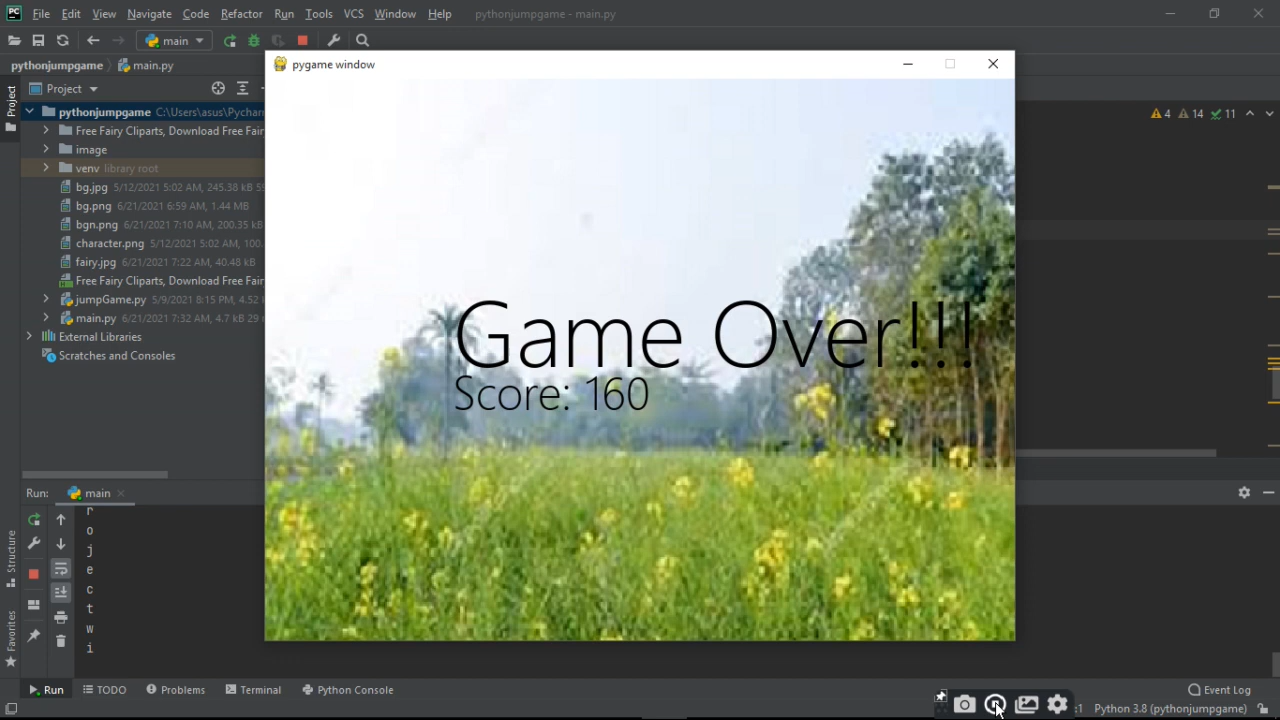 PC File Edit View Navigate Code Refactor Run Tools VCS Window Help pythonjumpgame - main.py
main
pythonjumpgame main.py
pygame window
Project
Project
4 14 11
pythonjumpgame C:\Users\asus\Pychar
Free Fairy Cliparts, Download Free Fair
image
venv library root
bg.jpg 5/12/2021 5:02 AM, 245.38 kB 59
bg.png 6/21/2021 6:59 AM, 1.44 MB
bgn.png 6/21/2021 7:10 AM, 200.35 kB
character.png 5/12/2021 5:02 AM, 100.
fairy.jpg 6/21/2021 7:22 AM, 40.48 kB
Free Fairy Cliparts, Download Free Fair
jumpGame.py 5/9/2021 8:15 PM, 4.52
main.py 6/21/2021 7:32 AM, 4.7 kB 29
External Libraries
Scratches and Consoles
Game Over!!!
Score: 160
Run: main
r
o
j
e
c
t
w
i
Structure
Favorites
Run TODO Problems Terminal Python Console Event Log
:1 Python 3.8 (pythonjumpgame)